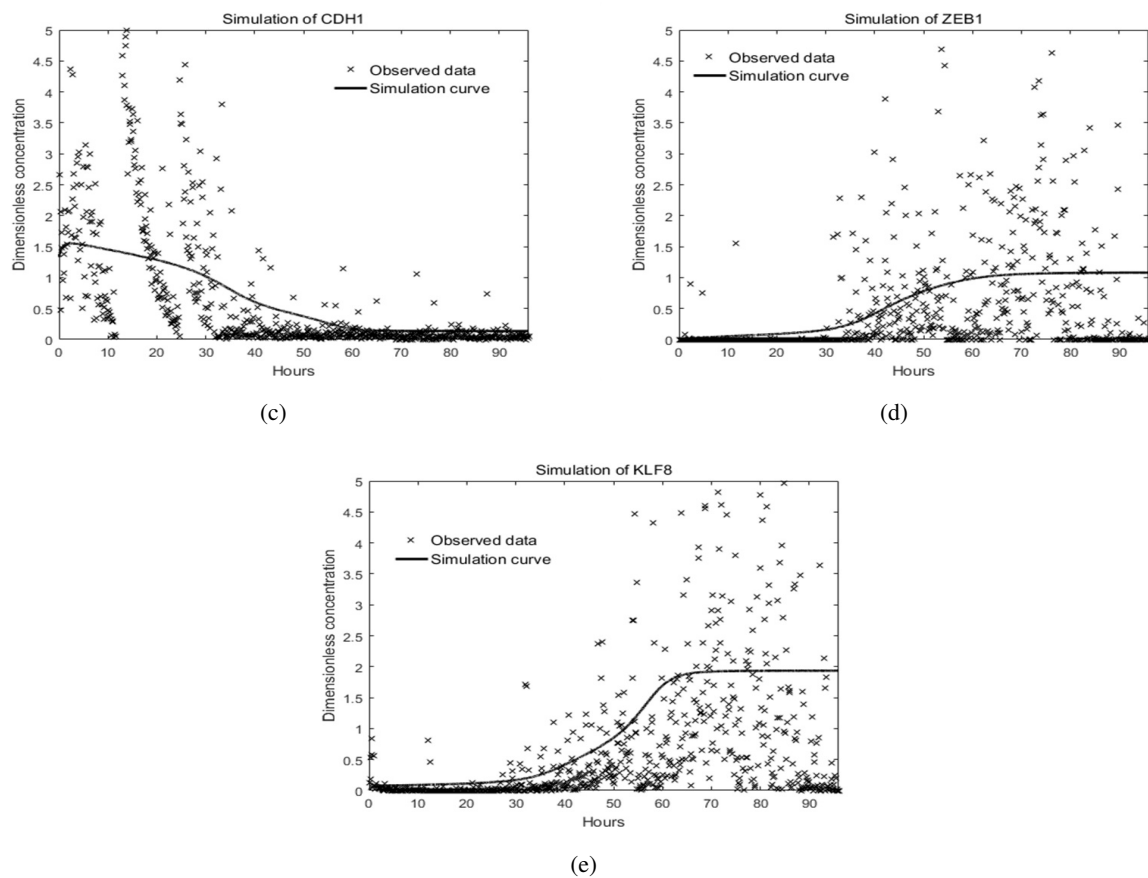 Simulation of CDH1
5
4.5
4
3.5
3
2.5
2
1.5
1
0.5
0
Dimensionless concentration
Observed data
Simulation curve
0 10 20 30 40 50 60 70 80 90
Hours
(c)
Simulation of ZEB1
5
4.5
4
3.5
3
2.5
2
1.5
1
0.5
0
Dimensionless concentration
Observed data
Simulation curve
0 10 20 30 40 50 60 70 80 90
Hours
(d)
Simulation of KLF8
5
4.5
4
3.5
3
2.5
2
1.5
1
0.5
0
Dimensionless concentration
Observed data
Simulation curve
0 10 20 30 40 50 60 70 80 90
Hours
(e)